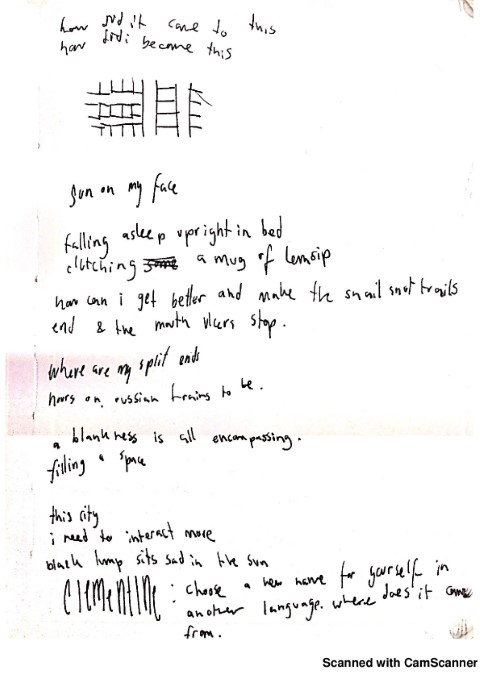 how did it come to this
how did i become this
sun on my face
falling asleep upright in bed
clutching some a mug of lemsip
how can i get better and make the snail snot trails
end & the mouth ulcers stop.
where are my split ends
hours on russian trains to be.
a blankness is all encompassing.
filling a space
this city
i need to interact more
black lump sits sad in the sun
CLEMENTINE : choose a new name for yourself in
another language. where does it come
from.
Scanned with CamScanner